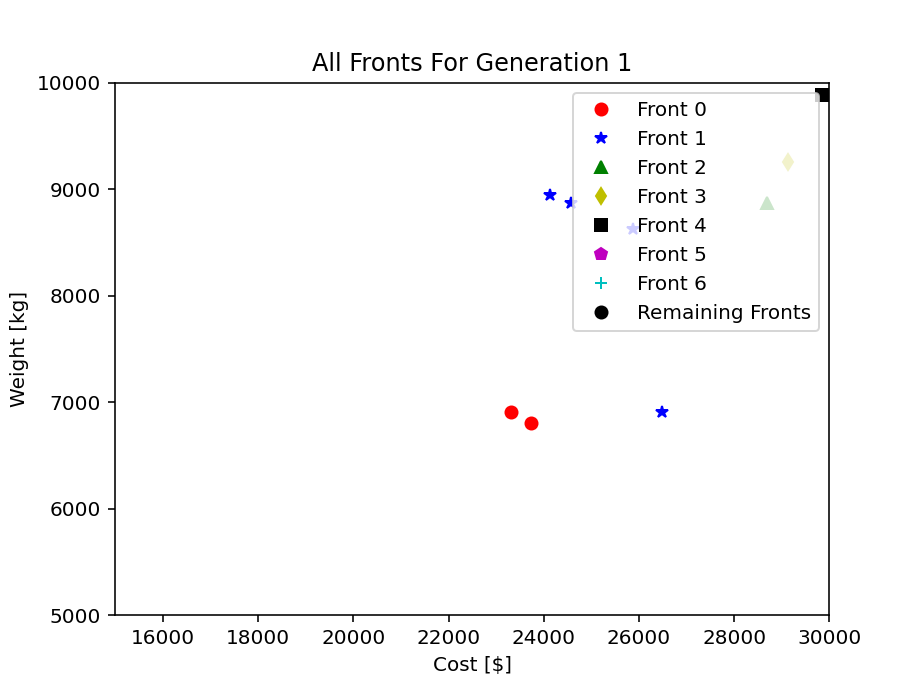 All Fronts For Generation 1
10000
9000
8000
7000
6000
5000
Weight [kg]
Front 0
Front 1
Front 2
Front 3
Front 4
Front 5
Front 6
Remaining Fronts
16000 18000 20000 22000 24000 26000 28000 30000
Cost [$]